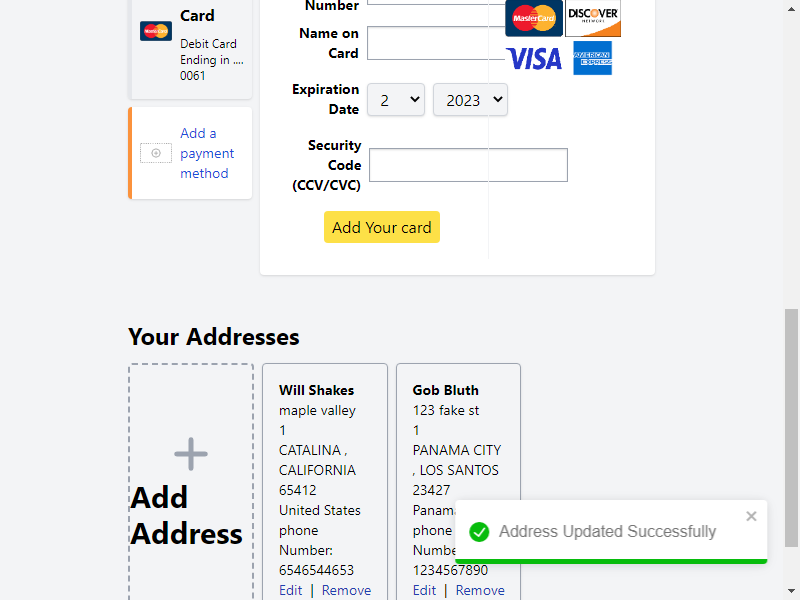 Card
Debit Card
Ending in ....
0061
Add a
payment
method
Number
Name on
Card
Expiration
Date
2
2023
Security
Code
(CCV/CVC)
Add Your card
MasterCard
DISCOVER
NETWORK
VISA
AMERICAN
EXPRESS
Your Addresses
Add
Address
Will Shakes
maple valley
1
CATALINA ,
CALIFORNIA
65412
United States
phone
Number:
6546544653
Edit | Remove
Gob Bluth
123 fake st
1
PANAMA CITY
, LOS SANTOS
23427
Panama
phone
Numbe
1234567890
Edit | Remove
Address Updated Successfully